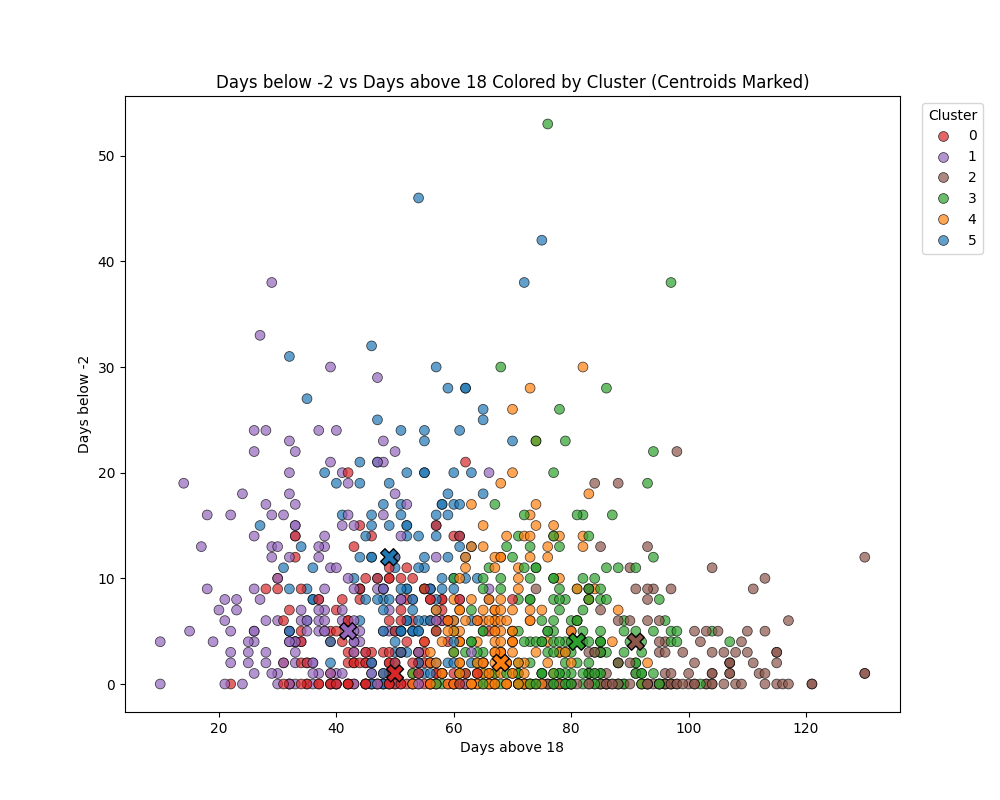 Days below -2 vs Days above 18 Colored by Cluster (Centroids Marked)
Cluster
0
1
2
3
4
5
Days below -2
50
40
30
20
10
0
20 40 60 80 100 120
Days above 18